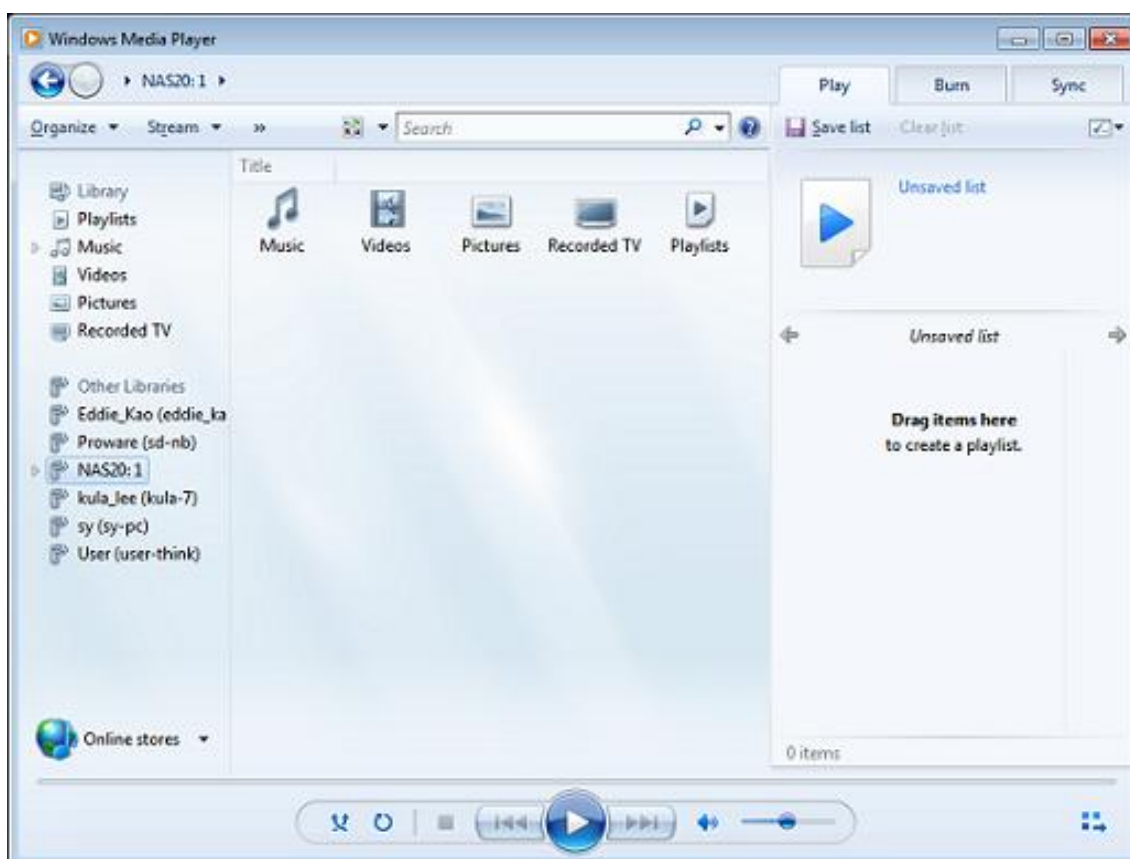 Windows Media Player
NAS20: 1
Play Burn Sync
Organize Stream » Search Save list Clear list
Title
Library
Playlists
Music
Videos
Pictures
Recorded TV
Other Libraries
Eddie_Kao (eddie_ka
Proware (sd-nb)
NAS20: 1
kula_lee (kula-7)
sy (sy-pc)
User (user-think)
Online stores
Music Videos Pictures Recorded TV Playlists
Unsaved list
Unsaved list
Drag items here
to create a playlist.
0 items